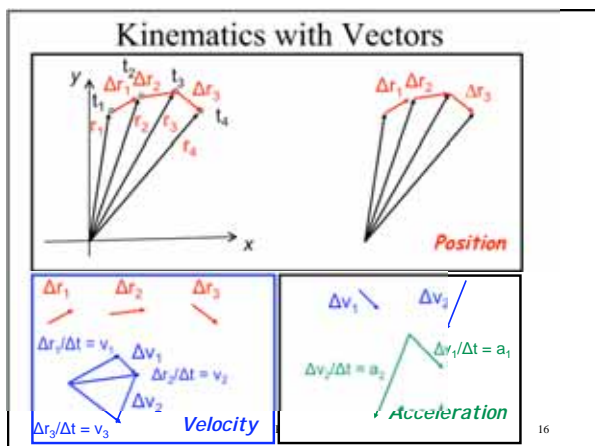 Kinematics with Vectors
y
t₂
t₃
Δr₁
Δr₂
Δr₃
t₁
t₄
r₁
r₂
r₃
r₄
x
Δr₁
Δr₂
Δr₃
Position
Δr₁
Δr₂
Δr₃
Δr₁/Δt = v₁
Δv₁
Δr₂/Δt = v₂
Δv₂
Δr₃/Δt = v₃
Velocity
Δv₁
Δv₂
Δv₁/Δt = a₁
Δv₂/Δt = a₂
Acceleration
16